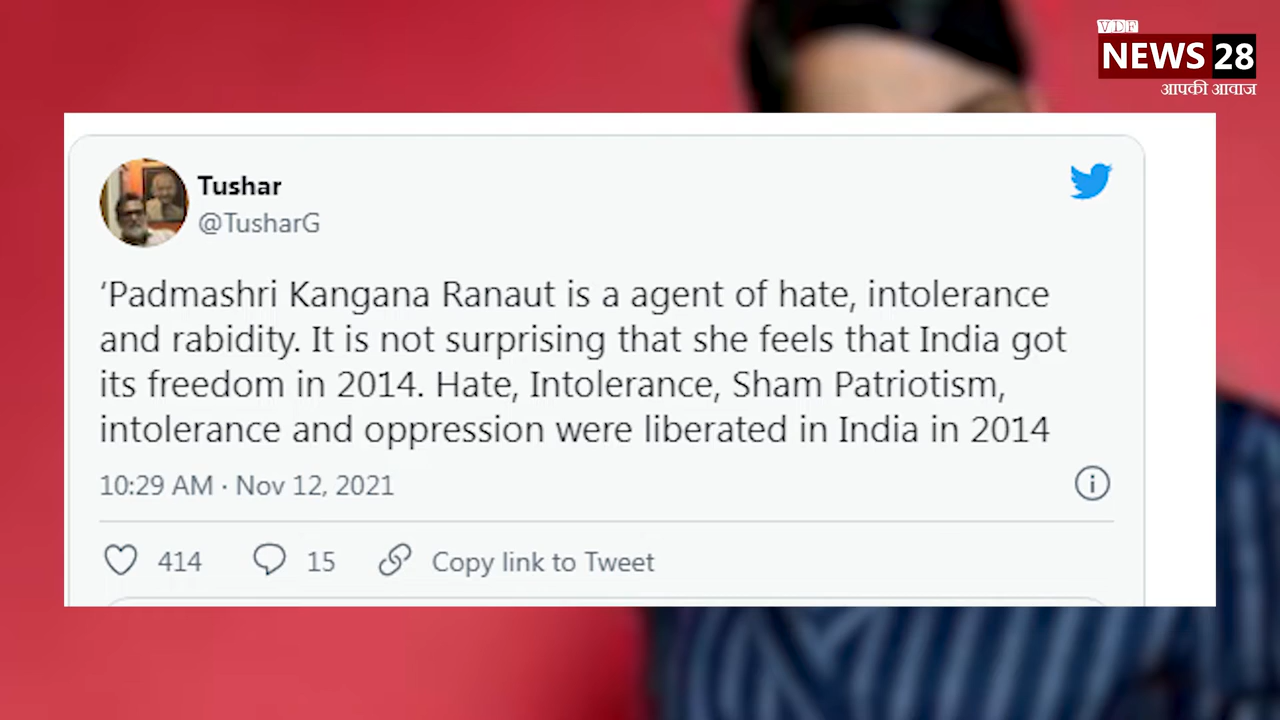 VDF
NEWS 28
आपकी आवाज
Tushar
@TusharG
‘Padmashri Kangana Ranaut is a agent of hate, intolerance
and rabidity. It is not surprising that she feels that India got
its freedom in 2014. Hate, Intolerance, Sham Patriotism,
intolerance and oppression were liberated in India in 2014
10:29 AM · Nov 12, 2021
414 15 Copy link to Tweet